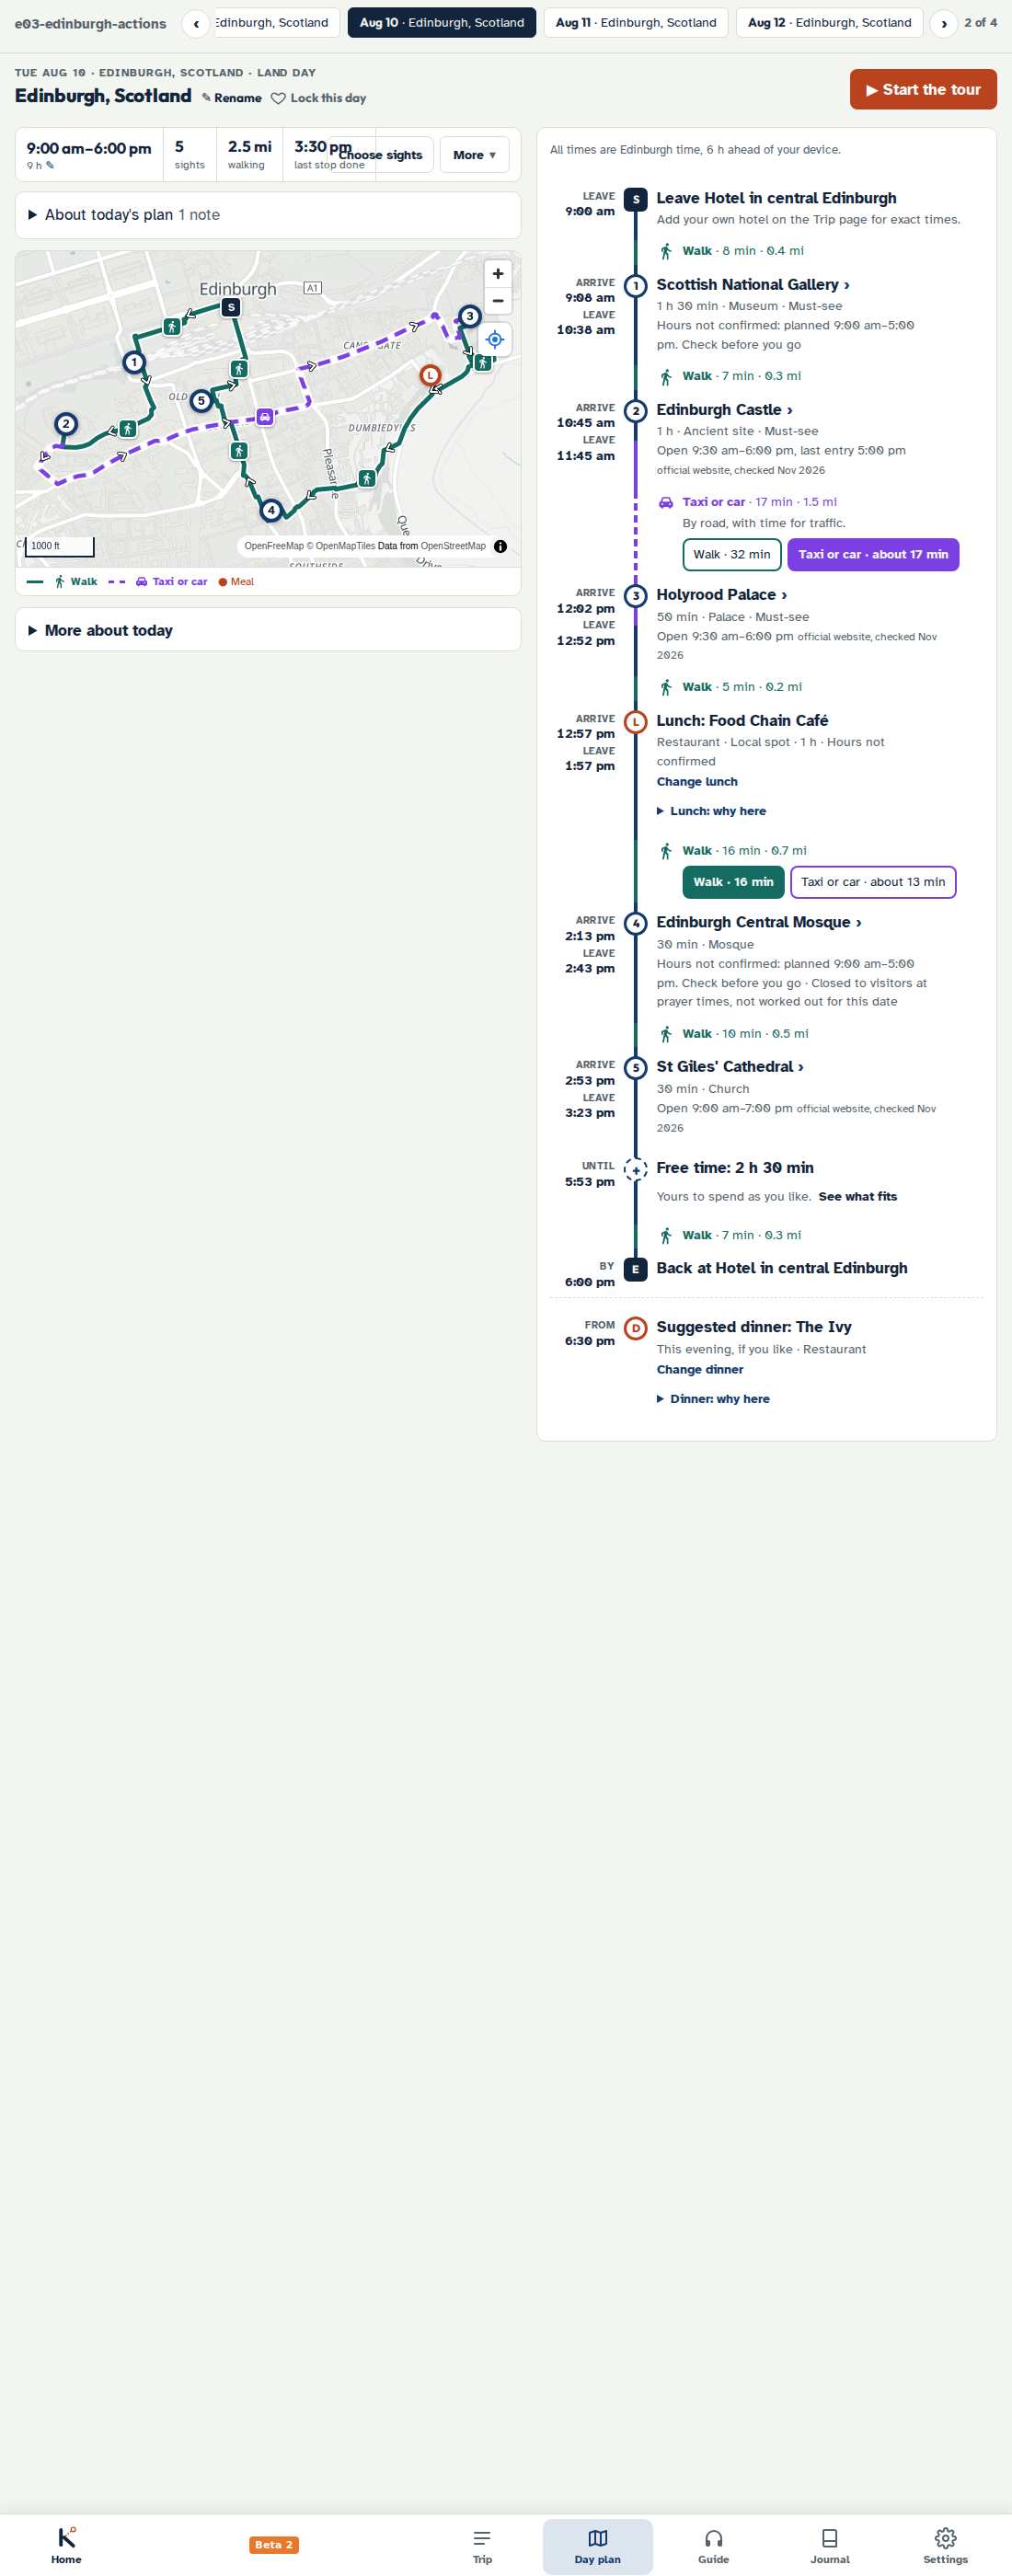 e03-edinburgh-actions
‹
Edinburgh, Scotland
Aug 10 · Edinburgh, Scotland
Aug 11 · Edinburgh, Scotland
Aug 12 · Edinburgh, Scotland
›
2 of 4
TUE AUG 10 · EDINBURGH, SCOTLAND · LAND DAY
Edinburgh, Scotland ✎ Rename Lock this day
▶ Start the tour
9:00 am–6:00 pm
9 h ✎
5
sights
2.5 mi
walking
3:30 pm
last stop done
Choose sights
More ▼
▶ About today's plan 1 note
Edinburgh
A1
S
3
1
L
5
2
DUMBIEDYKES
4
SOUTHSIDE
+
−
1000 ft
OpenFreeMap © OpenMapTiles Data from OpenStreetMap
Walk
Taxi or car
Meal
▶ More about today
All times are Edinburgh time, 6 h ahead of your device.
LEAVE
9:00 am
S
Leave Hotel in central Edinburgh
Add your own hotel on the Trip page for exact times.
Walk · 8 min · 0.4 mi
ARRIVE
9:08 am
LEAVE
10:38 am
1
Scottish National Gallery ›
1 h 30 min · Museum · Must-see
Hours not confirmed: planned 9:00 am–5:00
pm. Check before you go
Walk · 7 min · 0.3 mi
ARRIVE
10:45 am
LEAVE
11:45 am
2
Edinburgh Castle ›
1 h · Ancient site · Must-see
Open 9:30 am–6:00 pm, last entry 5:00 pm
official website, checked Nov 2026
Taxi or car · 17 min · 1.5 mi
By road, with time for traffic.
Walk · 32 min
Taxi or car · about 17 min
ARRIVE
12:02 pm
LEAVE
12:52 pm
3
Holyrood Palace ›
50 min · Palace · Must-see
Open 9:30 am–6:00 pm official website, checked Nov
2026
Walk · 5 min · 0.2 mi
ARRIVE
12:57 pm
LEAVE
1:57 pm
L
Lunch: Food Chain Café
Restaurant · Local spot · 1 h · Hours not
confirmed
Change lunch
▶ Lunch: why here
Walk · 16 min · 0.7 mi
Walk · 16 min
Taxi or car · about 13 min
ARRIVE
2:13 pm
LEAVE
2:43 pm
4
Edinburgh Central Mosque ›
30 min · Mosque
Hours not confirmed: planned 9:00 am–5:00
pm. Check before you go · Closed to visitors at
prayer times, not worked out for this date
Walk · 10 min · 0.5 mi
ARRIVE
2:53 pm
LEAVE
3:23 pm
5
St Giles' Cathedral ›
30 min · Church
Open 9:00 am–7:00 pm official website, checked Nov
2026
UNTIL
5:53 pm
+
Free time: 2 h 30 min
Yours to spend as you like. See what fits
Walk · 7 min · 0.3 mi
BY
6:00 pm
E
Back at Hotel in central Edinburgh
FROM
6:30 pm
D
Suggested dinner: The Ivy
This evening, if you like · Restaurant
Change dinner
▶ Dinner: why here
Home
Beta 2
Trip
Day plan
Guide
Journal
Settings